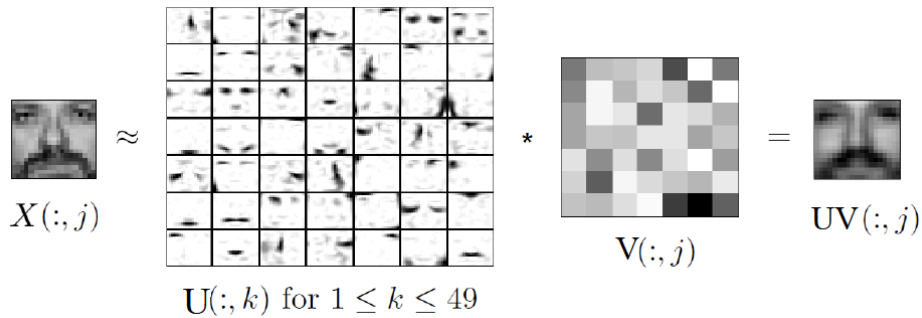 ≈ * =
X(:, j) U(:, k) for 1 ≤ k ≤ 49 V(:, j) UV(:, j)